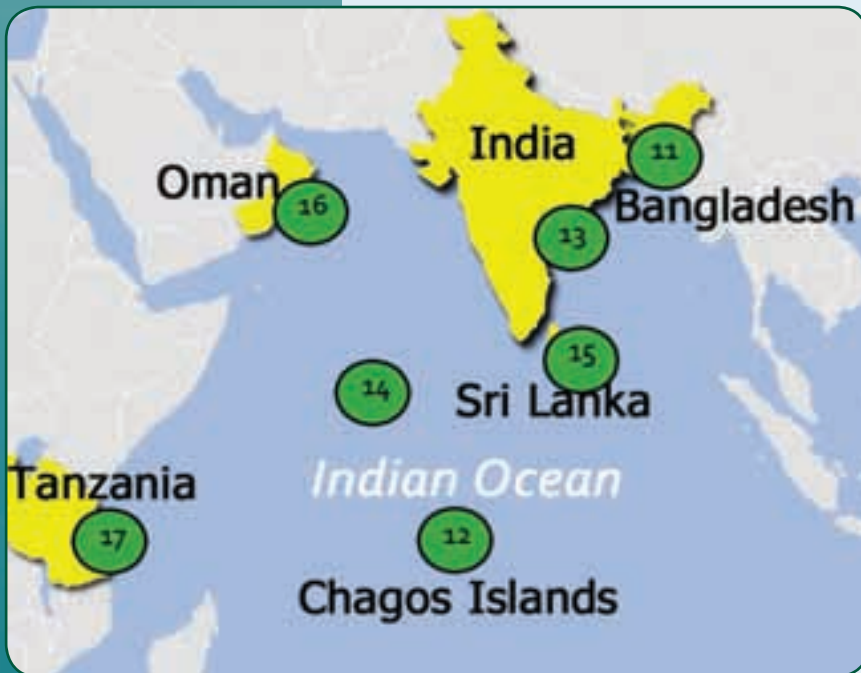 India
11
Oman
16
Bangladesh
13
15
14
Sri Lanka
Tanzania
Indian Ocean
17
12
Chagos Islands